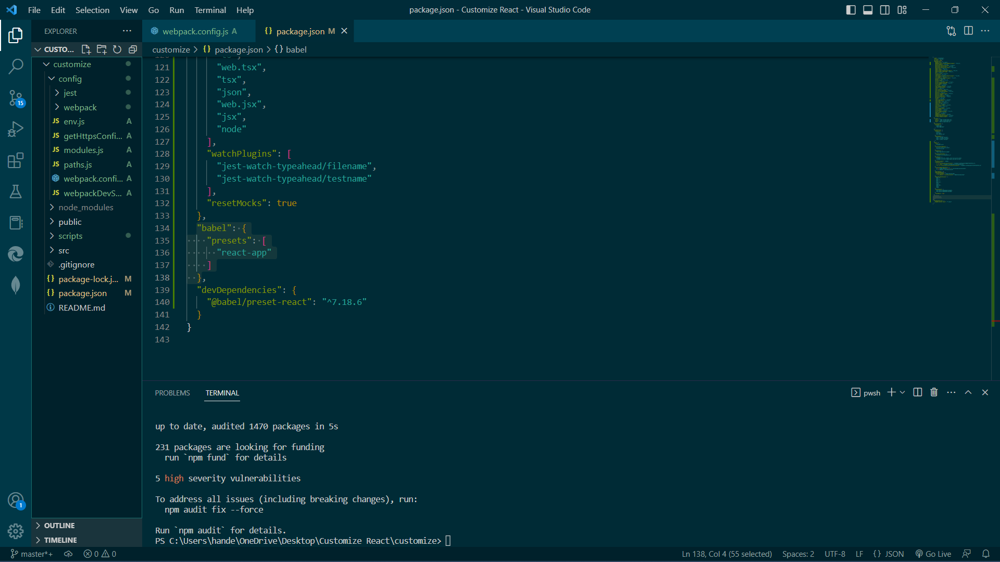 File Edit Selection View Go Run Terminal Help
package.json - Customize React - Visual Studio Code
EXPLORER
CUSTO...
customize
config
jest
webpack
env.js A
getHttpsConfi... A
modules.js A
paths.js A
webpack.confi... A
webpackDevS... A
node_modules
public
scripts
src
.gitignore
package-lock.j... M
package.json M
README.md
OUTLINE
TIMELINE
15
1
webpack.config.js A
{} package.json M
customize > {} package.json > {} babel
121 "web.tsx",
122 "tsx",
123 "json",
124 "web.jsx",
125 "jsx",
126 "node"
127 ],
128 "watchPlugins": [
129 "jest-watch-typeahead/filename",
130 "jest-watch-typeahead/testname"
131 ],
132 "resetMocks": true
133 },
134 "babel": {
135 "presets": [
136 "react-app"
137 ]
138 },
139 "devDependencies": {
140 "@babel/preset-react": "^7.18.6"
141 }
142 }
143
PROBLEMS TERMINAL
pwsh
up to date, audited 1470 packages in 5s
231 packages are looking for funding
run `npm fund` for details
5 high severity vulnerabilities
To address all issues (including breaking changes), run:
npm audit fix --force
Run `npm audit` for details.
PS C:\Users\hande\OneDrive\Desktop\Customize React\customize>
master*+ 0 0
Ln 138, Col 4 (55 selected) Spaces: 2 UTF-8 LF {} JSON Go Live